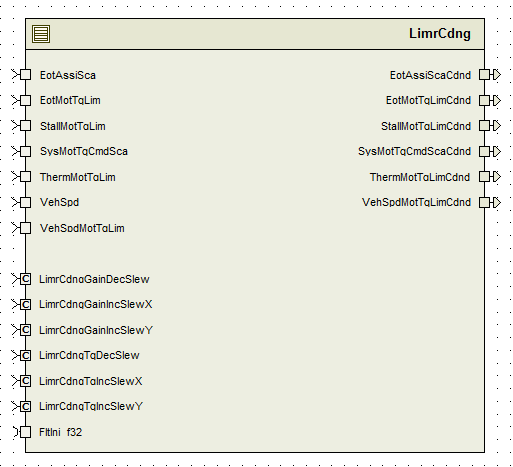 LimrCdng
EotAssiSca
EotMotTqLim
StallMotTqLim
SysMotTqCmdSca
ThermMotTqLim
VehSpd
VehSpdMotTqLim
C LimrCdngGainDecSlew
C LimrCdngGainIncSlewX
C LimrCdngGainIncSlewY
C LimrCdngTqDecSlew
C LimrCdngTqIncSlewX
C LimrCdngTqIncSlewY
FltInj_f32
EotAssiScaCdnd
EotMotTqLimCdnd
StallMotTqLimCdnd
SysMotTqCmdScaCdnd
ThermMotTqLimCdnd
VehSpdMotTqLimCdnd